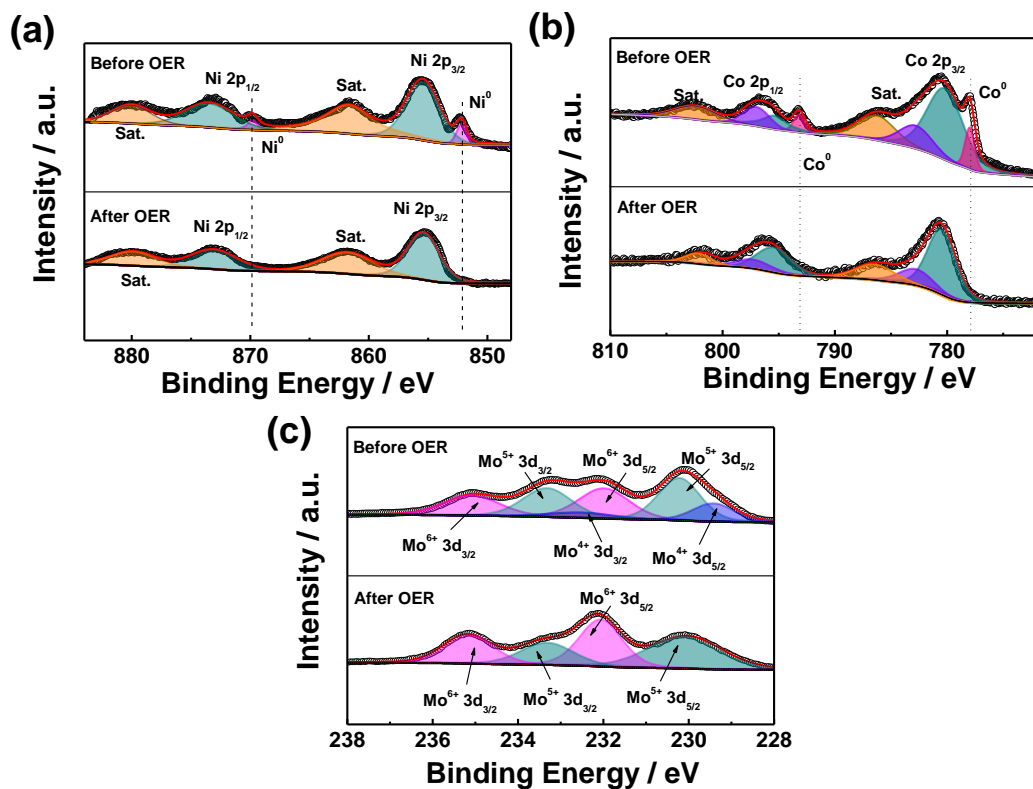 (a)
Before OER
Ni 2p1/2
Sat.
Ni 2p3/2
Ni0
Sat.
Ni0
After OER
Ni 2p1/2
Sat.
Ni 2p3/2
Sat.
880 870 860 850
Binding Energy / eV
Intensity / a.u.
(b)
Before OER
Co 2p3/2
Co 2p1/2
Sat.
Sat.
Co0
Co0
After OER
810 800 790 780
Binding Energy / eV
Intensity / a.u.
(c)
Before OER
Mo5+ 3d3/2
Mo6+ 3d5/2
Mo5+ 3d5/2
Mo6+ 3d3/2
Mo4+ 3d3/2
Mo4+ 3d5/2
After OER
Mo6+ 3d5/2
Mo6+ 3d3/2
Mo5+ 3d3/2
Mo5+ 3d5/2
238 236 234 232 230 228
Binding Energy / eV
Intensity / a.u.